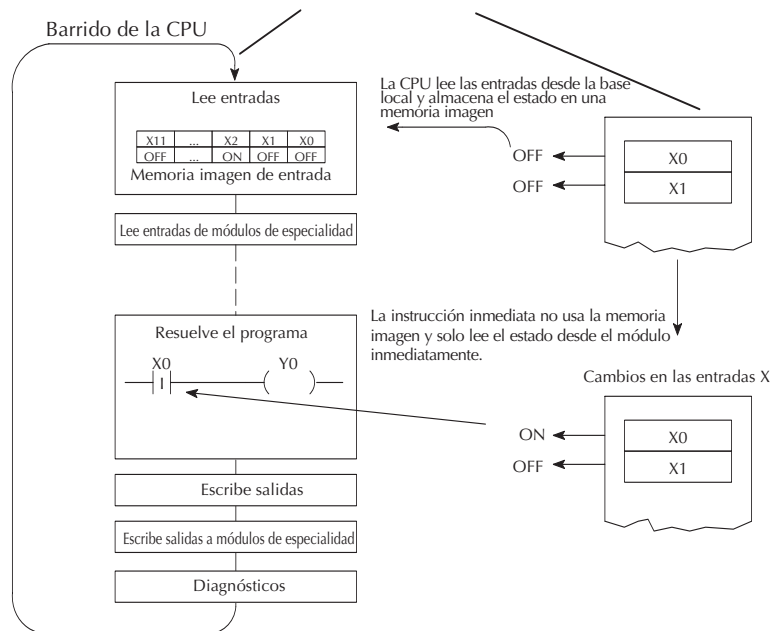 Barrido de la CPU
Lee entradas
X11 ... X2 X1 X0
OFF ... ON OFF OFF
Memoria imagen de entrada
La CPU lee las entradas desde la base
local y almacena el estado en una
memoria imagen
OFF
X0
OFF
X1
Lee entradas de módulos de especialidad
La instrucción inmediata no usa la memoria
imagen y solo lee el estado desde el módulo
inmediatamente.
Resuelve el programa
X0
Y0
I
Cambios en las entradas X
ON
X0
OFF
X1
Escribe salidas
Escribe salidas a módulos de especialidad
Diagnósticos